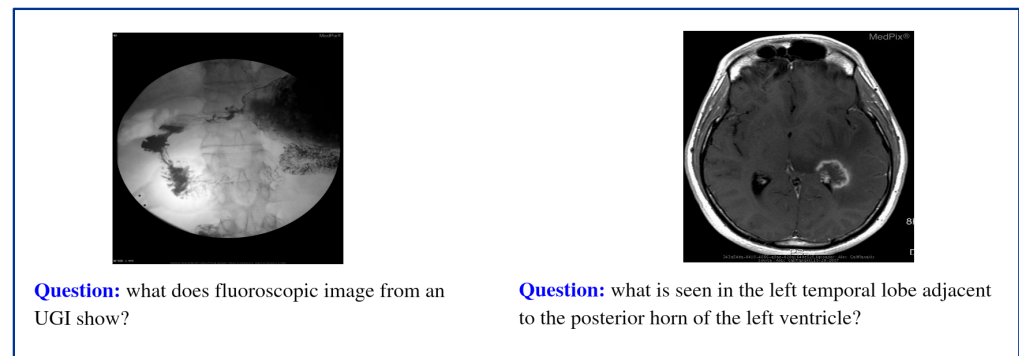 MedPix®
MedPix®
Question: what does fluoroscopic image from an
UGI show?
Question: what is seen in the left temporal lobe adjacent
to the posterior horn of the left ventricle?